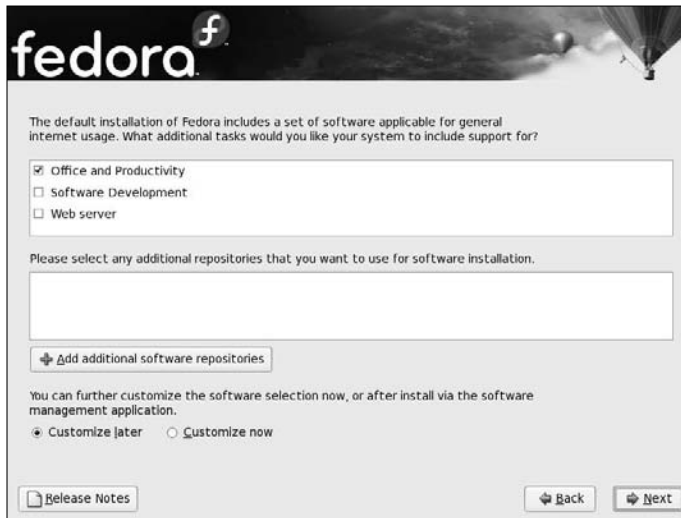 fedora
The default installation of Fedora includes a set of software applicable for general
internet usage. What additional tasks would you like your system to include support for?
Office and Productivity
Software Development
Web server
Please select any additional repositories that you want to use for software installation.
Add additional software repositories
You can further customize the software selection now, or after install via the software
management application.
Customize later Customize now
Release Notes Back Next